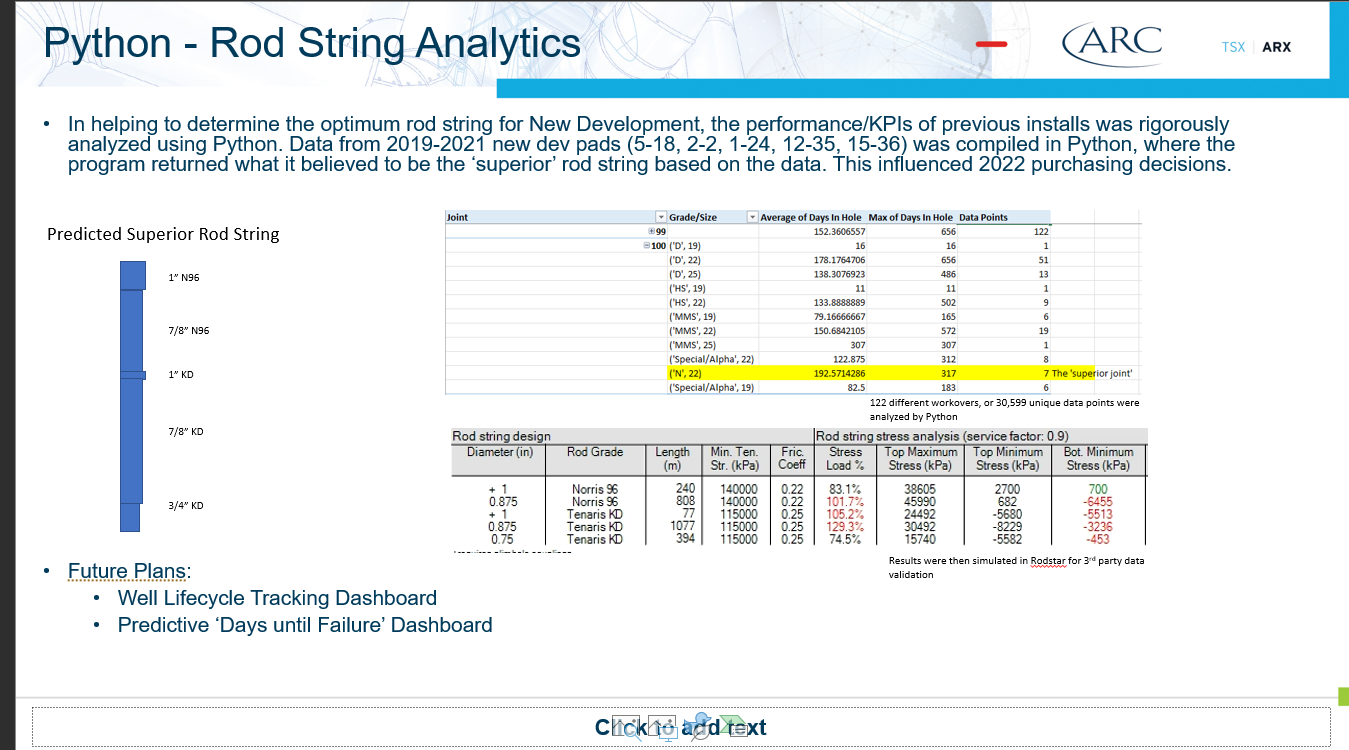 Python - Rod String Analytics
ARC
TSX | ARX
• In helping to determine the optimum rod string for New Development, the performance/KPIs of previous installs was rigorously
analyzed using Python. Data from 2019-2021 new dev pads (5-18, 2-2, 1-24, 12-35, 15-36) was compiled in Python, where the
program returned what it believed to be the ‘superior’ rod string based on the data. This influenced 2022 purchasing decisions.
Predicted Superior Rod String
1” N96
7/8” N96
1” KD
7/8” KD
3/4” KD
Joint Grade/Size Average of Days In Hole Max of Days In Hole Data Points
99 152.3606557 656 122
100 ('D', 19) 16 16 1
('D', 22) 178.1764706 656 51
('D', 25) 138.3076923 486 13
('HS', 19) 11 11 1
('HS', 22) 133.8888889 502 9
('MMS', 19) 79.16666667 165 6
('MMS', 22) 150.6842105 572 19
('MMS', 25) 307 307 1
('Special/Alpha', 22) 122.875 312 8
('N', 22) 192.5714286 317 7 The 'superior joint'
('Special/Alpha', 19) 82.5 183 6
122 different workovers, or 30,599 unique data points were
analyzed by Python
Rod string design Rod string stress analysis (service factor: 0.9)
Diameter (in) Rod Grade Length Min. Ten. Fric. Stress Top Maximum Top Minimum Bot. Minimum
(m) Str. (kPa) Coeff Load % Stress (kPa) Stress (kPa) Stress (kPa)
+ 1 Norris 96 240 140000 0.22 83.1% 38605 2700 700
0.875 Norris 96 808 140000 0.22 101.7% 45990 682 -6455
+ 1 Tenaris KD 77 115000 0.25 105.2% 24492 -5680 -5513
0.875 Tenaris KD 1077 115000 0.25 129.3% 30492 -8229 -3236
0.75 Tenaris KD 394 115000 0.25 74.5% 15740 -5582 -453
Results were then simulated in Rodstar for 3rd party data
validation
• Future Plans:
• Well Lifecycle Tracking Dashboard
• Predictive ‘Days until Failure’ Dashboard
Click to add text